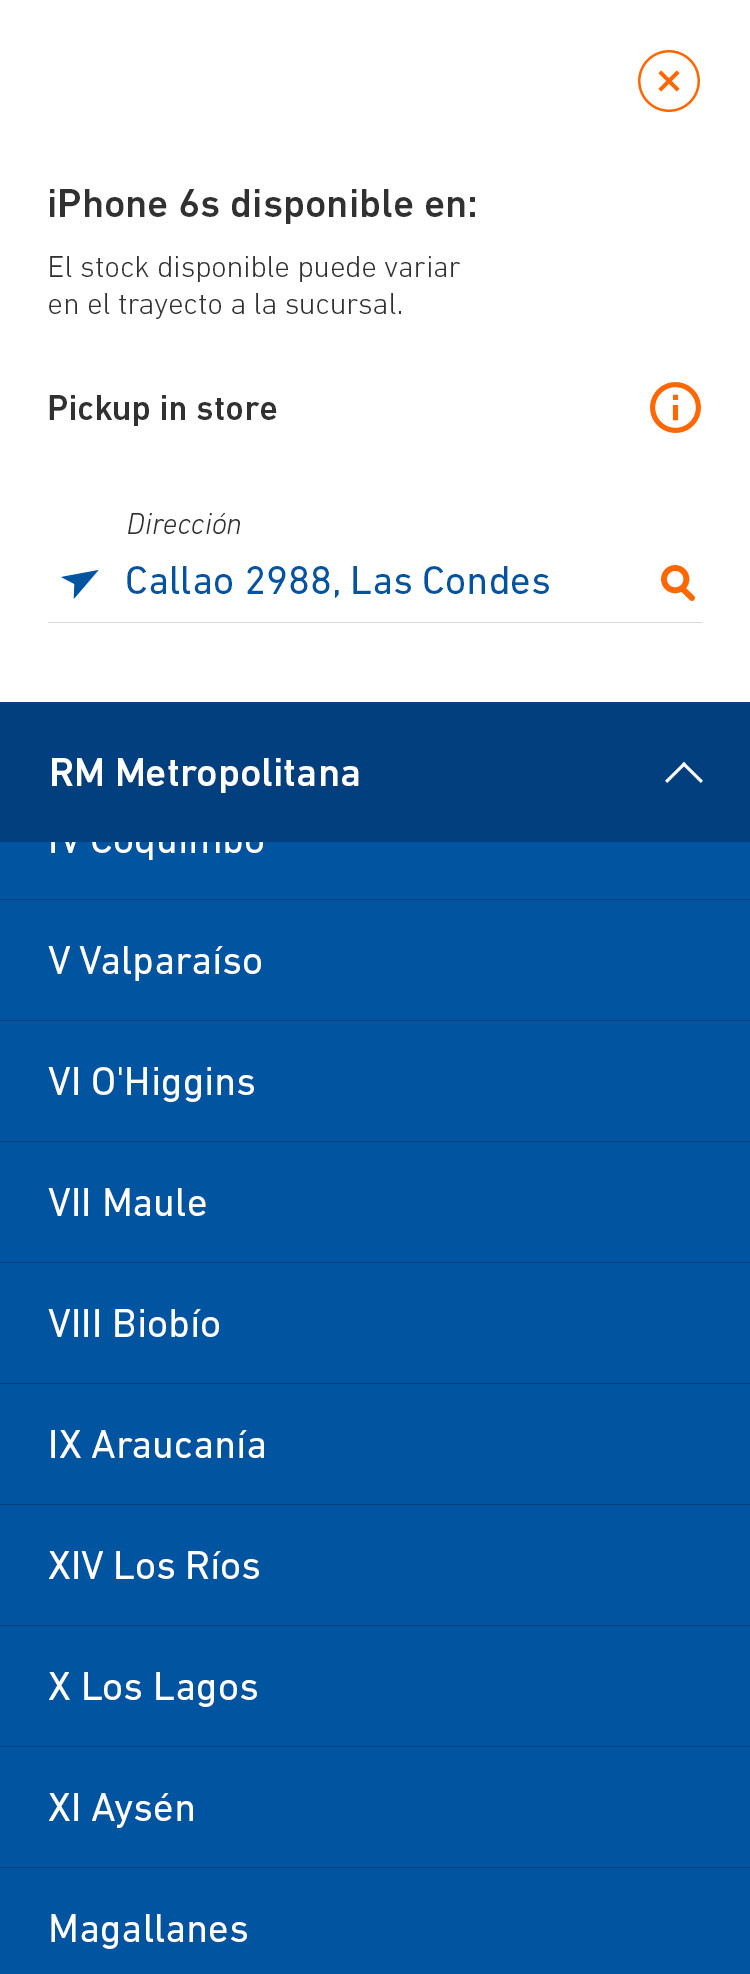 iPhone 6s disponible en:
El stock disponible puede variar
en el trayecto a la sucursal.
Pickup in store
Dirección
Callao 2988, Las Condes
RM Metropolitana
IV Coquimbo
V Valparaíso
VI O'Higgins
VII Maule
VIII Biobío
IX Araucanía
XIV Los Ríos
X Los Lagos
XI Aysén
Magallanes